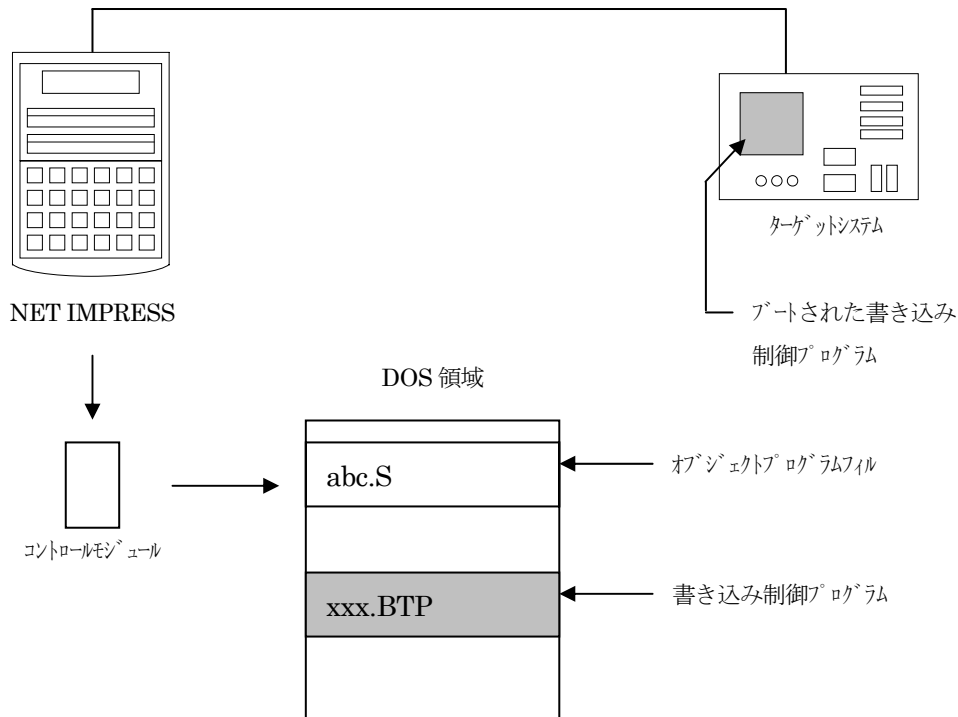 ターゲットシステム
NET IMPRESS
ブートされた書き込み
制御プログラム
DOS 領域
abc.S
オブジェクトプログラムフィル
コントロールモジュール
xxx.BTP
書き込み制御プログラム